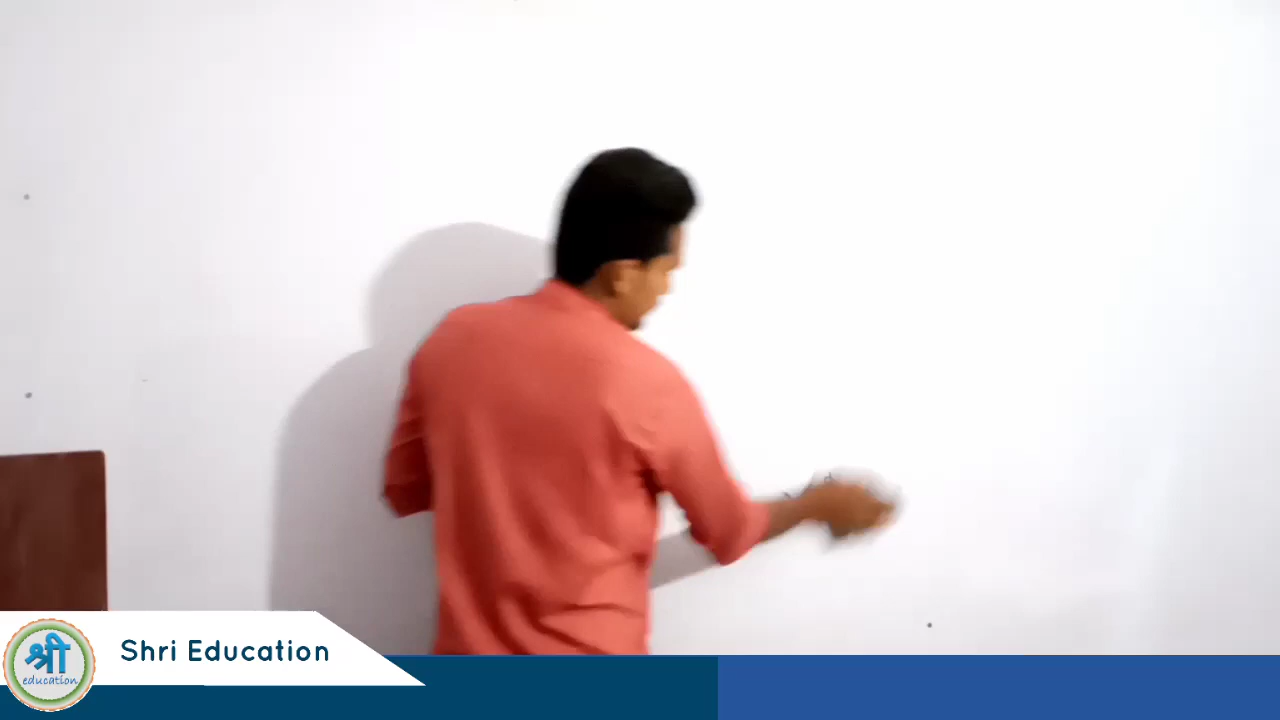 श्री
education
Shri Education